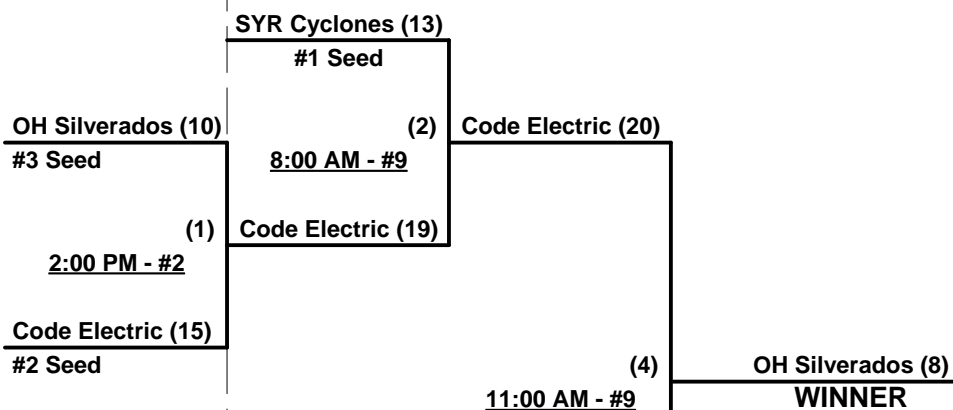 SYR Cyclones (13)
#1 Seed
OH Silverados (10)
(2)
Code Electric (20)
#3 Seed
8:00 AM - #9
(1)
Code Electric (19)
2:00 PM - #2
Code Electric (15)
#2 Seed
(4)
OH Silverados (8)
11:00 AM - #9
WINNER